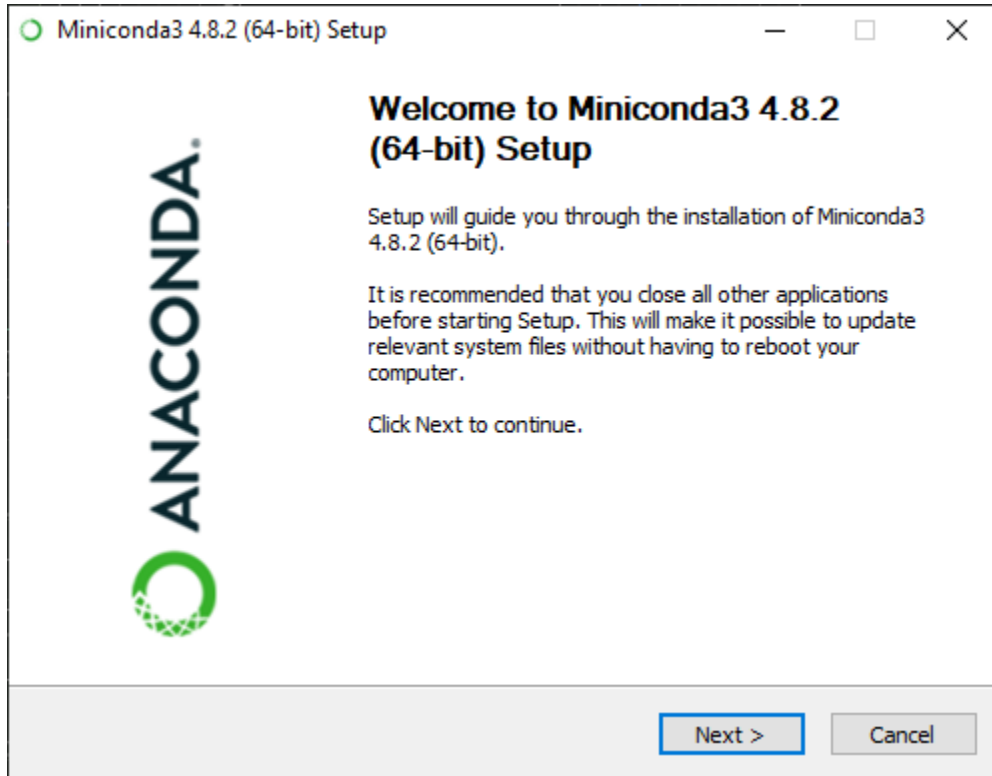 Miniconda3 4.8.2 (64-bit) Setup
Welcome to Miniconda3 4.8.2
(64-bit) Setup
Setup will guide you through the installation of Miniconda3
4.8.2 (64-bit).
It is recommended that you close all other applications
before starting Setup. This will make it possible to update
relevant system files without having to reboot your
computer.
Click Next to continue.
ANACONDA.
Next >
Cancel